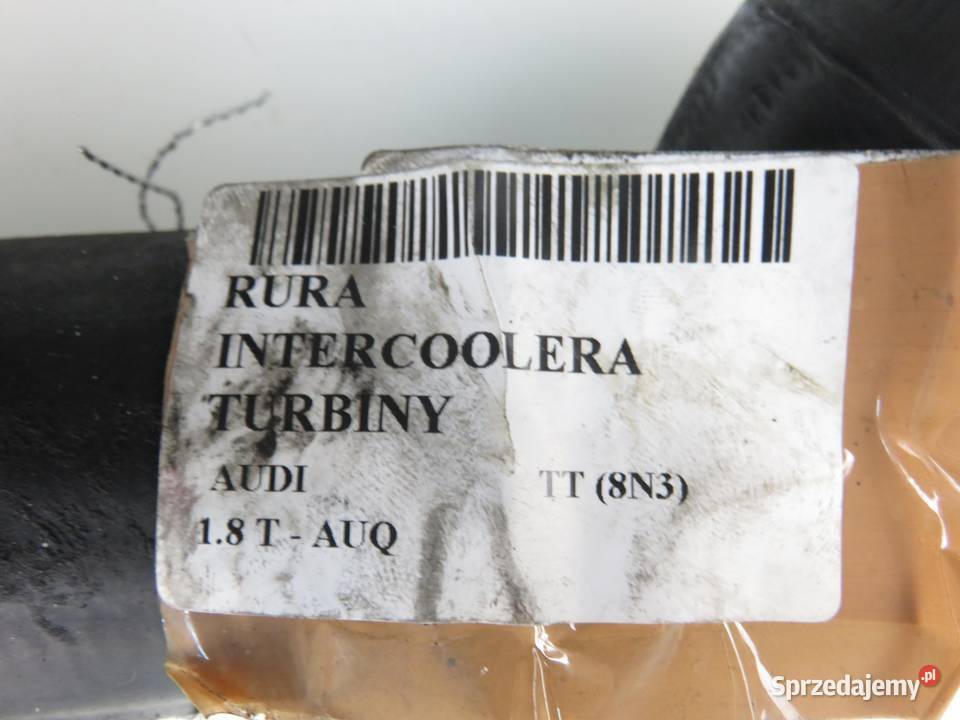 RURA
INTERCOOLERA
TURBINY
AUDI TT (8N3)
1.8 T - AUQ
Sprzedajemy.pl